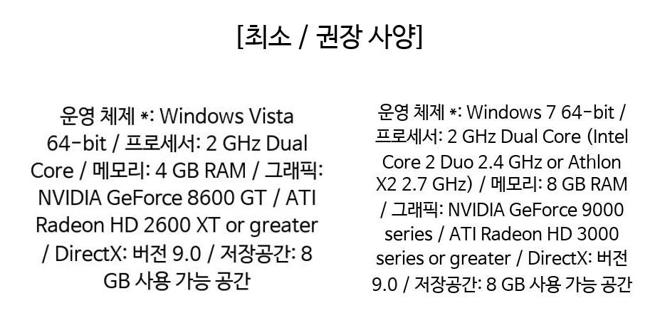 [최소 / 권장 사양]
운영 체제 *: Windows Vista
64-bit / 프로세서: 2 GHz Dual
Core / 메모리: 4 GB RAM / 그래픽:
NVIDIA GeForce 8600 GT / ATI
Radeon HD 2600 XT or greater
/ DirectX: 버전 9.0 / 저장공간: 8
GB 사용 가능 공간
운영 체제 *: Windows 7 64-bit /
프로세서: 2 GHz Dual Core (Intel
Core 2 Duo 2.4 GHz or Athlon
X2 2.7 GHz) / 메모리: 8 GB RAM
/ 그래픽: NVIDIA GeForce 9000
series / ATI Radeon HD 3000
series or greater / DirectX: 버전
9.0 / 저장공간: 8 GB 사용 가능 공간